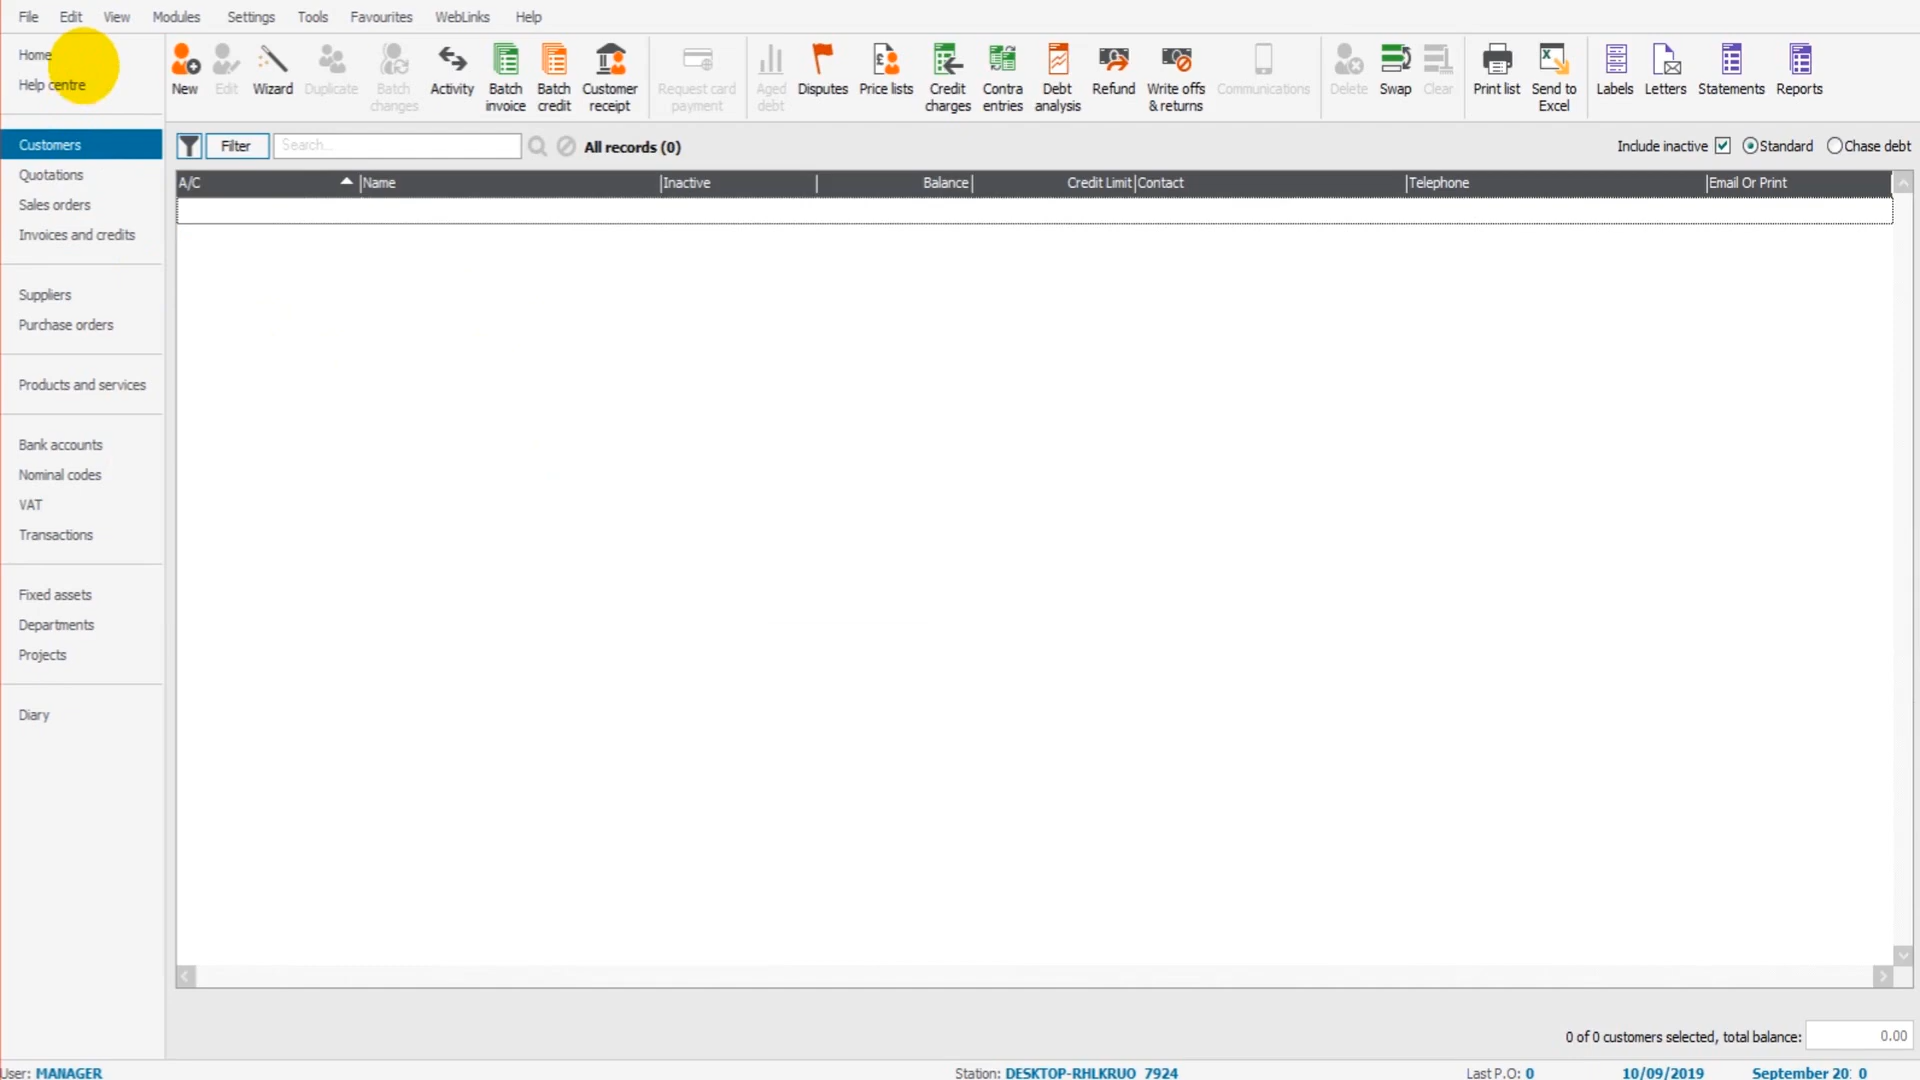 File Edit View Modules Settings Tools Favourites WebLinks Help
Home
Help centre
New Edit Wizard Duplicate Batch changes Activity Batch invoice Batch credit Customer receipt Request card payment Aged debt Disputes Price lists Credit charges Contra entries Debt analysis Refund Write offs & returns Communications Delete Swap Clear Print list Send to Excel Labels Letters Statements Reports
Customers
Quotations
Sales orders
Invoices and credits
Suppliers
Purchase orders
Products and services
Bank accounts
Nominal codes
VAT
Transactions
Fixed assets
Departments
Projects
Diary
Filter Search... All records (0) Include inactive Standard Chase debt
A/C Name Inactive Balance Credit Limit Contact Telephone Email Or Print
0 of 0 customers selected, total balance: 0.00
User: MANAGER Station: DESKTOP-RHLKRUO 7924 Last P.O: 0 10/09/2019 September